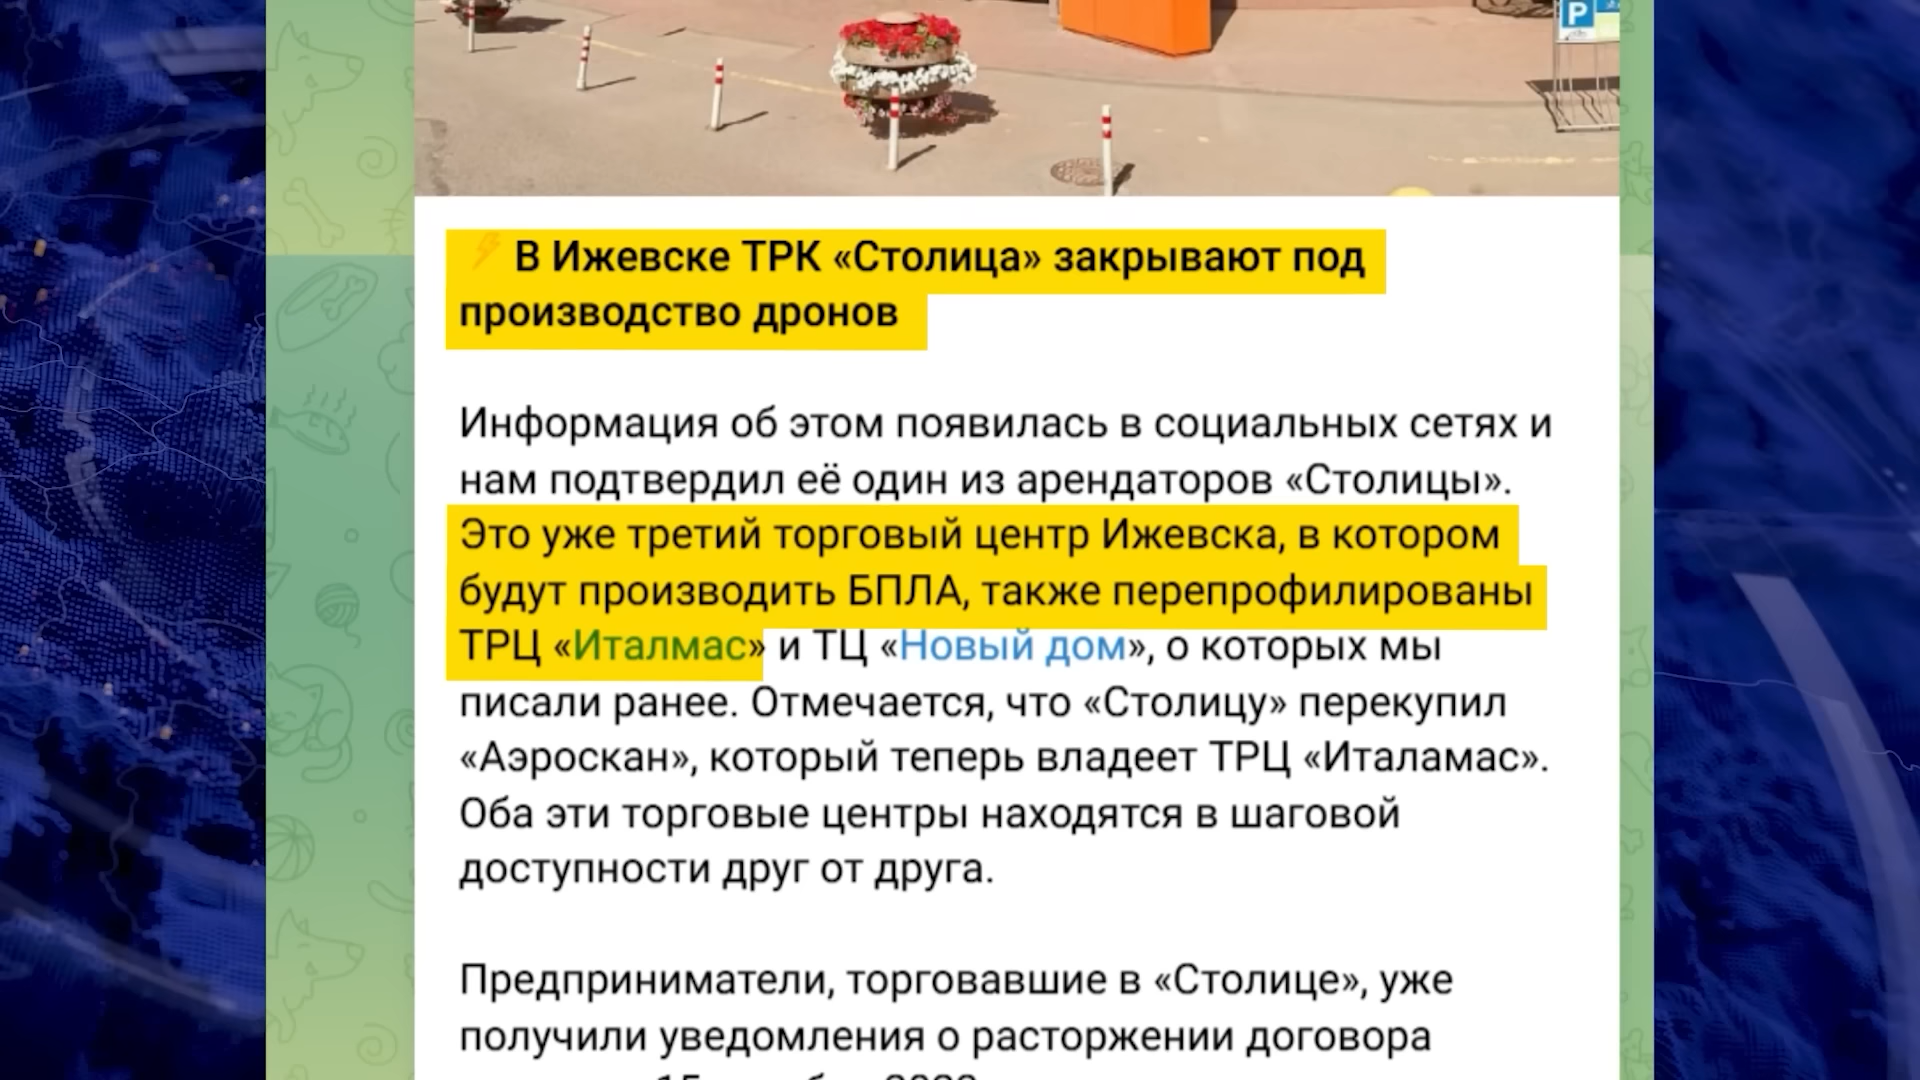 P
⚡ В Ижевске ТРК «Столица» закрывают под
производство дронов
Информация об этом появилась в социальных сетях и
нам подтвердил её один из арендаторов «Столицы».
Это уже третий торговый центр Ижевска, в котором
будут производить БПЛА, также перепрофилированы
ТРЦ «Италмас» и ТЦ «Новый дом», о которых мы
писали ранее. Отмечается, что «Столицу» перекупил
«Аэроскан», который теперь владеет ТРЦ «Италамас».
Оба эти торговые центры находятся в шаговой
доступности друг от друга.
Предприниматели, торговавшие в «Столице», уже
получили уведомления о расторжении договора